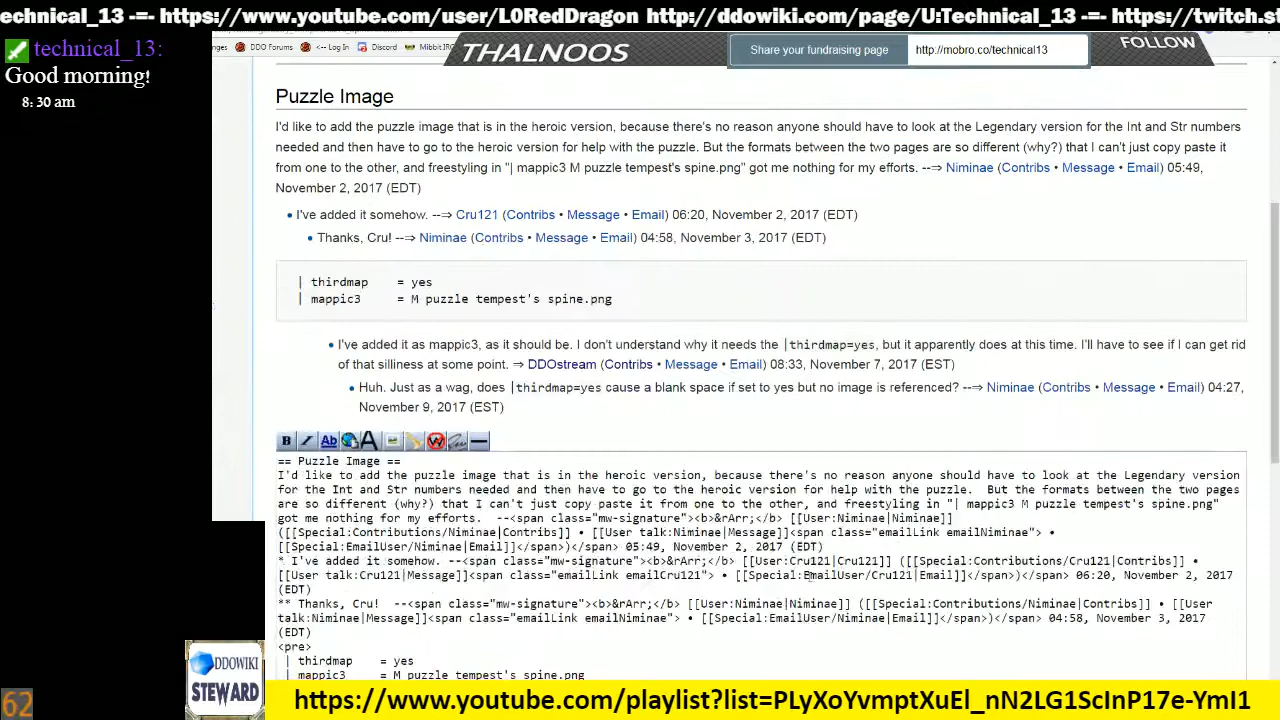 technical_13 -=- https://www.youtube.com/user/L0RedDragon http://ddowiki.com/page/U:Technical_13 -=- https://twitch.
technical_13:
Good morning!
8:30 am
DDO Forums <- Log In Discord Mibbit
THALNOOS
Share your fundraising page
http://mobro.co/technical13
FOLLOW
Puzzle Image
I'd like to add the puzzle image that is in the heroic version, because there's no reason anyone should have to look at the Legendary version for the Int and Str numbers
needed and then have to go to the heroic version for help with the puzzle. But the formats between the two pages are so different (why?) that I can't just copy paste it
from one to the other, and freestyling in "| mappic3 M puzzle tempest's spine.png" got me nothing for my efforts. --⇒ Niminae (Contribs • Message • Email) 05:49,
November 2, 2017 (EDT)
• I've added it somehow. --⇒ Cru121 (Contribs • Message • Email) 06:20, November 2, 2017 (EDT)
• Thanks, Cru! --⇒ Niminae (Contribs • Message • Email) 04:58, November 3, 2017 (EDT)
| thirdmap = yes
| mappic3 = M puzzle tempest's spine.png
• I've added it as mappic3, as it should be. I don't understand why it needs the |thirdmap=yes, but it apparently does at this time. I'll have to see if I can get rid
of that silliness at some point. ⇒ DDOstream (Contribs • Message • Email) 08:33, November 7, 2017 (EST)
• Huh. Just as a wag, does |thirdmap=yes cause a blank space if set to yes but no image is referenced? --⇒ Niminae (Contribs • Message • Email) 04:27,
November 9, 2017 (EST)
B I Ab A W
== Puzzle Image ==
I'd like to add the puzzle image that is in the heroic version, because there's no reason anyone should have to look at the Legendary version
for the Int and Str numbers needed and then have to go to the heroic version for help with the puzzle.  But the formats between the two pages
are so different (why?) that I can't just copy paste it from one to the other, and freestyling in "| mappic3 M puzzle tempest's spine.png"
got me nothing for my efforts.  --<span class="mw-signature"><b>&rArr;</b> [[User:Niminae|Niminae]]
([[Special:Contributions/Niminae|Contribs]] • [[User talk:Niminae|Message]]<span class="emailLink emailNiminae"> •
[[Special:EmailUser/Niminae|Email]]</span>)</span> 05:49, November 2, 2017 (EDT)
* I've added it somehow. --<span class="mw-signature"><b>&rArr;</b> [[User:Cru121|Cru121]] ([[Special:Contributions/Cru121|Contribs]] •
[[User talk:Cru121|Message]]<span class="emailLink emailCru121"> • [[Special:EmailUser/Cru121|Email]]</span>)</span> 06:20, November 2, 2017
(EDT)
** Thanks, Cru!  --<span class="mw-signature"><b>&rArr;</b> [[User:Niminae|Niminae]] ([[Special:Contributions/Niminae|Contribs]] • [[User
talk:Niminae|Message]]<span class="emailLink emailNiminae"> • [[Special:EmailUser/Niminae|Email]]</span>)</span> 04:58, November 3, 2017
(EDT)
<pre>
| thirdmap = yes
| mappic3 = M puzzle tempest's spine.png
DDOWIKI
STEWARD
62
https://www.youtube.com/playlist?list=PLyXoYvmptXuEl_nN2LG1ScInP17e-YmI1